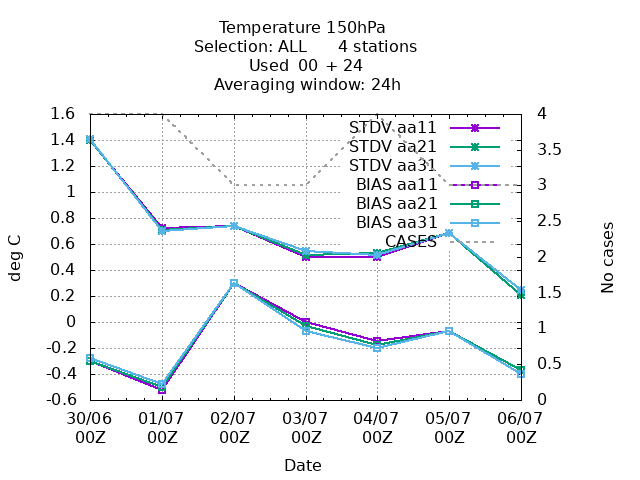 Temperature 150hPa
Selection: ALL      4 stations
Used  00 + 24
Averaging window: 24h
1.6
1.4
1.2
1
0.8
0.6
0.4
0.2
0
-0.2
-0.4
-0.6
deg C
STDV aa11
STDV aa21
STDV aa31
BIAS aa11
BIAS aa21
BIAS aa31
CASES
4
3.5
3
2.5
2
1.5
1
0.5
0
No cases
30/06 01/07 02/07 03/07 04/07 05/07 06/07
00Z 00Z 00Z 00Z 00Z 00Z 00Z
Date